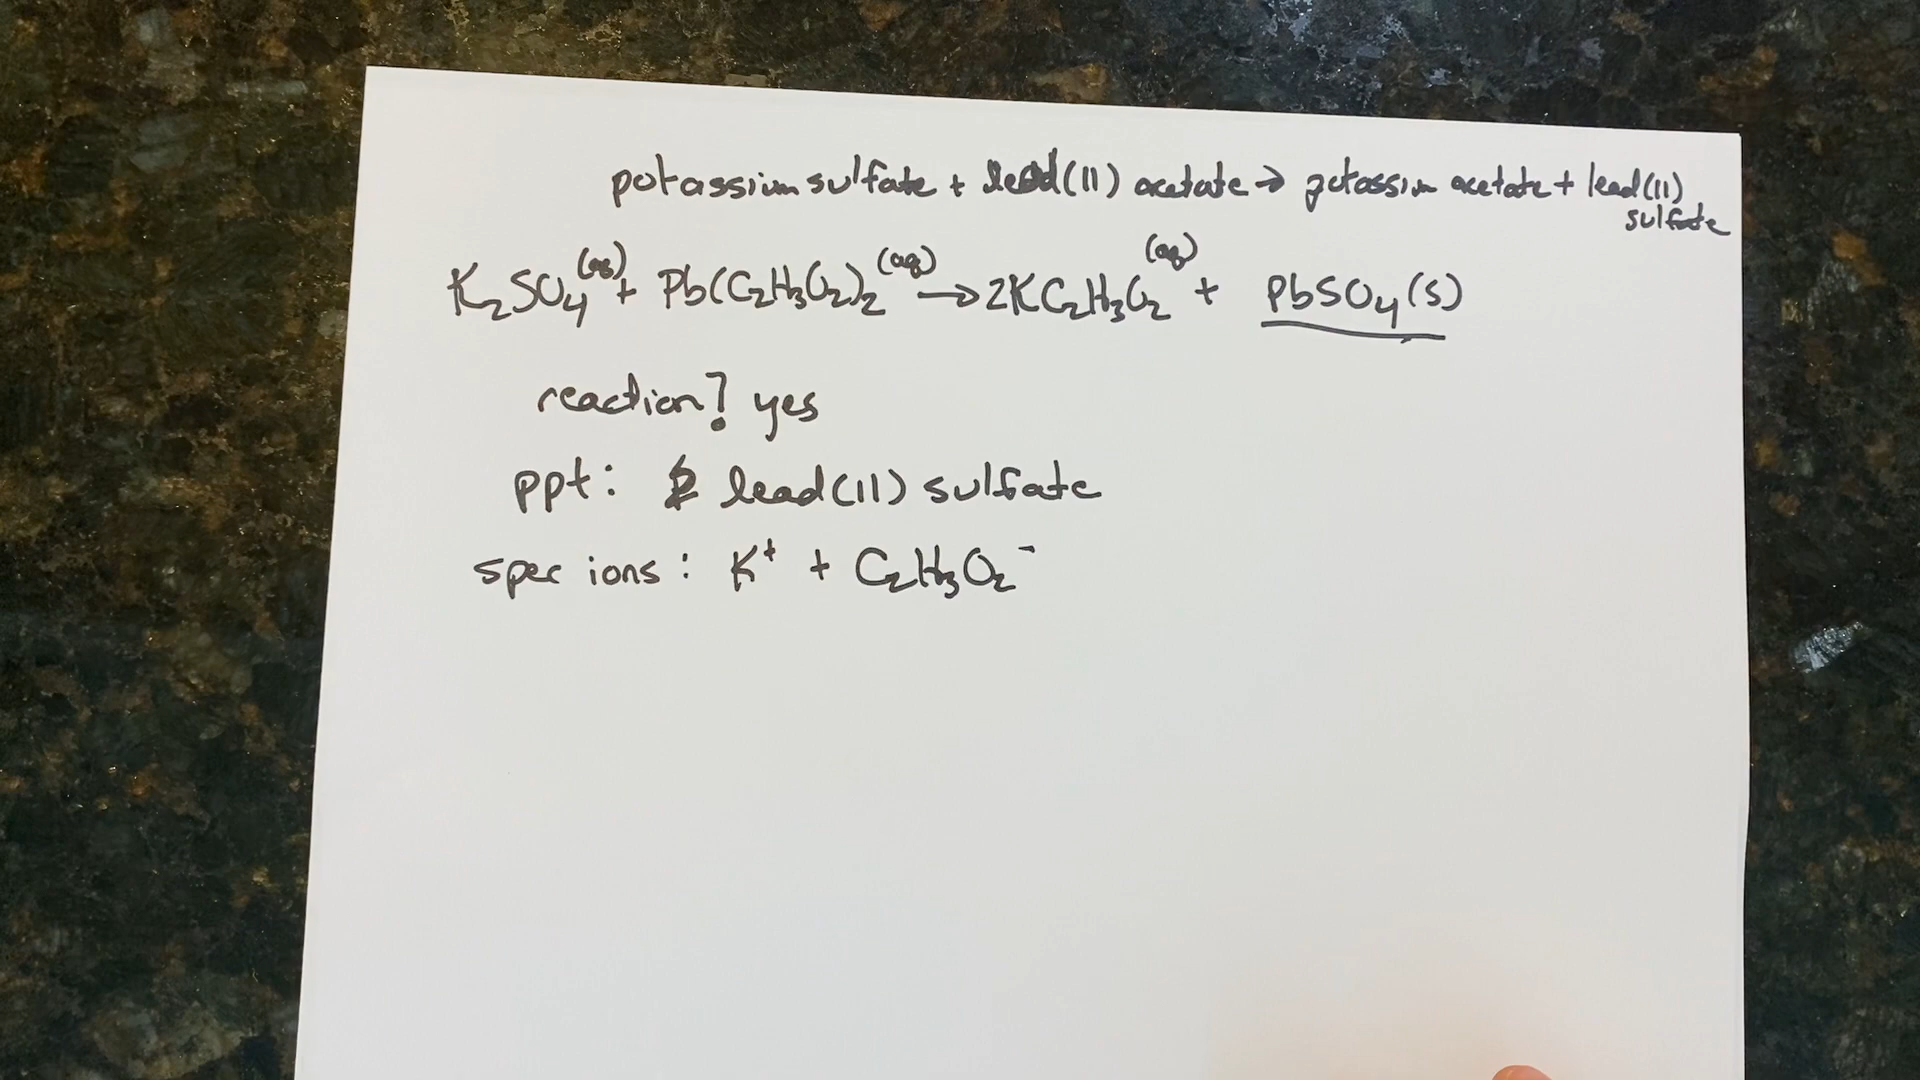 potassium sulfate + lead(II) acetate → potassium acetate + lead(II)
sulfate
K₂SO₄(aq) + Pb(C₂H₃O₂)₂(aq) → 2KC₂H₃O₂(aq) + PbSO₄(s)
reaction? yes
ppt: lead(II) sulfate
spec ions: K⁺ + C₂H₃O₂⁻